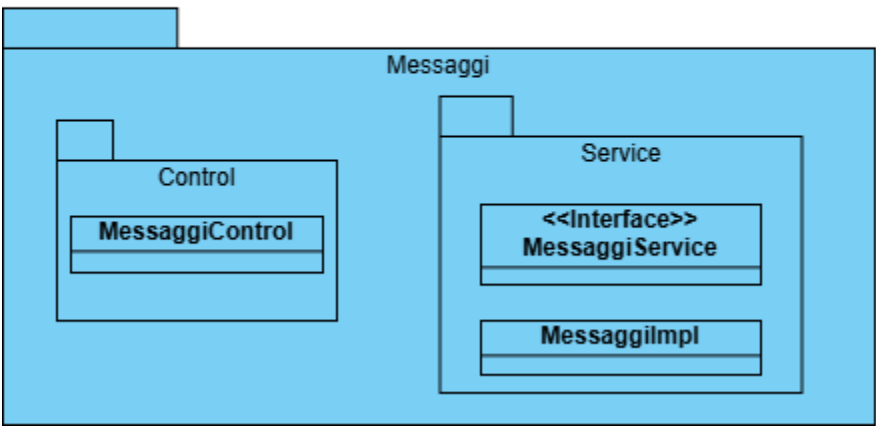 Messaggi
Control
MessaggiControl
Service
<<Interface>>
MessaggiService
MessaggiImpl